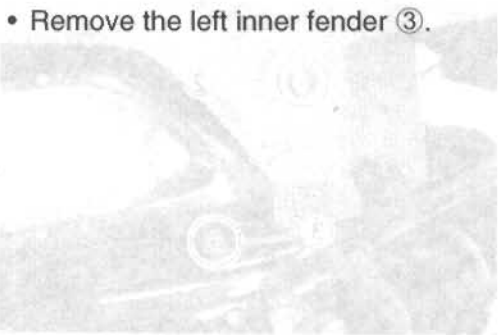 • Remove the left inner fender ③.